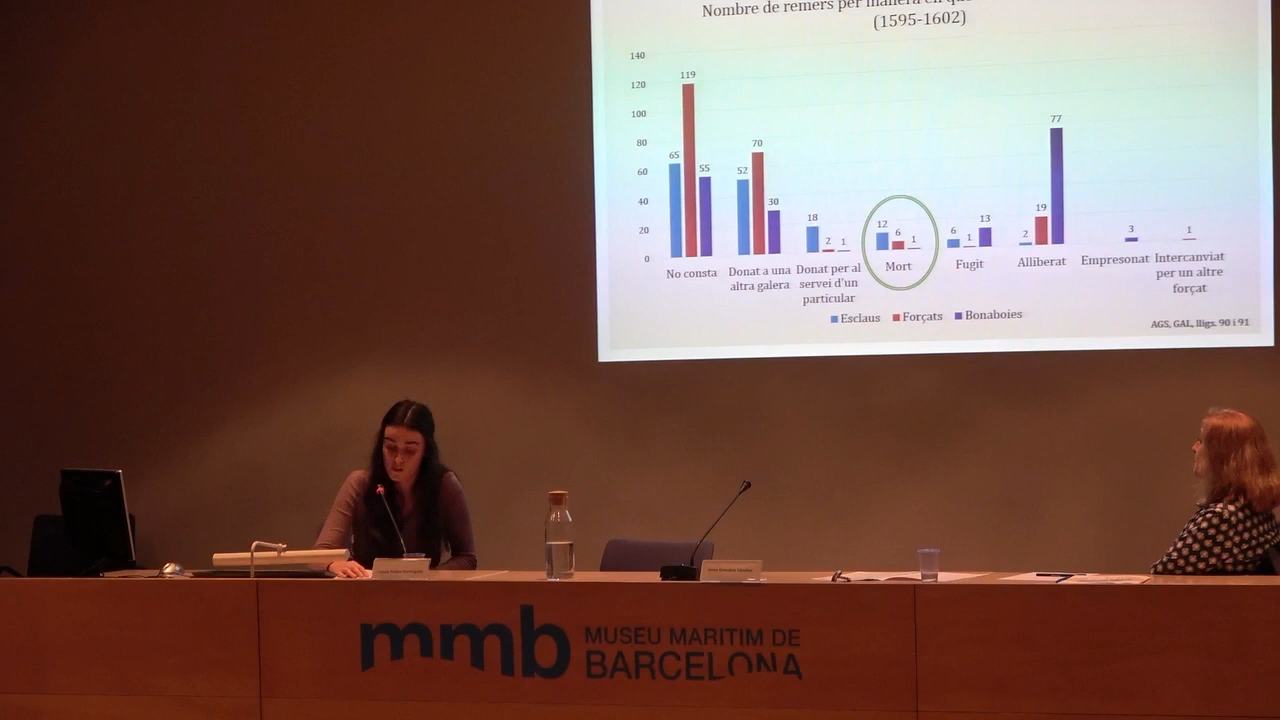 Nombre de remers per manera en
(1595-1602)
140
120
100
80
60
40
20
0
65 119 55
52 70 30
18 2 1
12 6 1
6 1 13
2 19 77
3
1
No consta
Donat a una
altra galera
Donat per al
servei d'un
particular
Mort
Fugit
Alliberat
Empresonat
Intercanviat
per un altre
forçat
Esclaus Forçats Bonaboies
AGS, GAL, lligs. 90 i 91
mmb
MUSEU MARITIM DE
BARCELONA